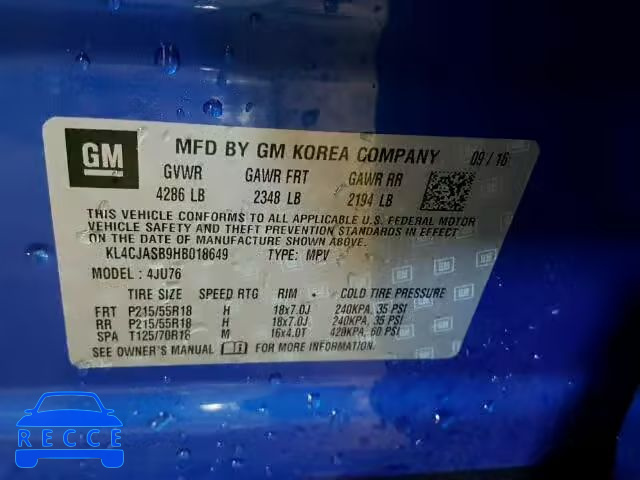 GM
MFD BY GM KOREA COMPANY 09/16
GVWR GAWR FRT GAWR RR
4286 LB 2348 LB 2194 LB
THIS VEHICLE CONFORMS TO ALL APPLICABLE U.S. FEDERAL MOTOR
VEHICLE SAFETY AND THEFT PREVENTION STANDARDS
IN EFFECT ON THE DATE OF MANUFACTURE SHOWN ABOVE.
KL4CJASB9HB018649 TYPE: MPV
MODEL: 4JU76
TIRE SIZE SPEED RTG RIM COLD TIRE PRESSURE
FRT P215/55R18 H 18x7.0J 240KPA, 35 PSI
RR P215/55R18 H 18x7.0J 240KPA, 35 PSI
SPA T125/70R16 M 16x4.0T 420KPA, 60 PSI
SEE OWNER'S MANUAL FOR MORE INFORMATION.
RECCE